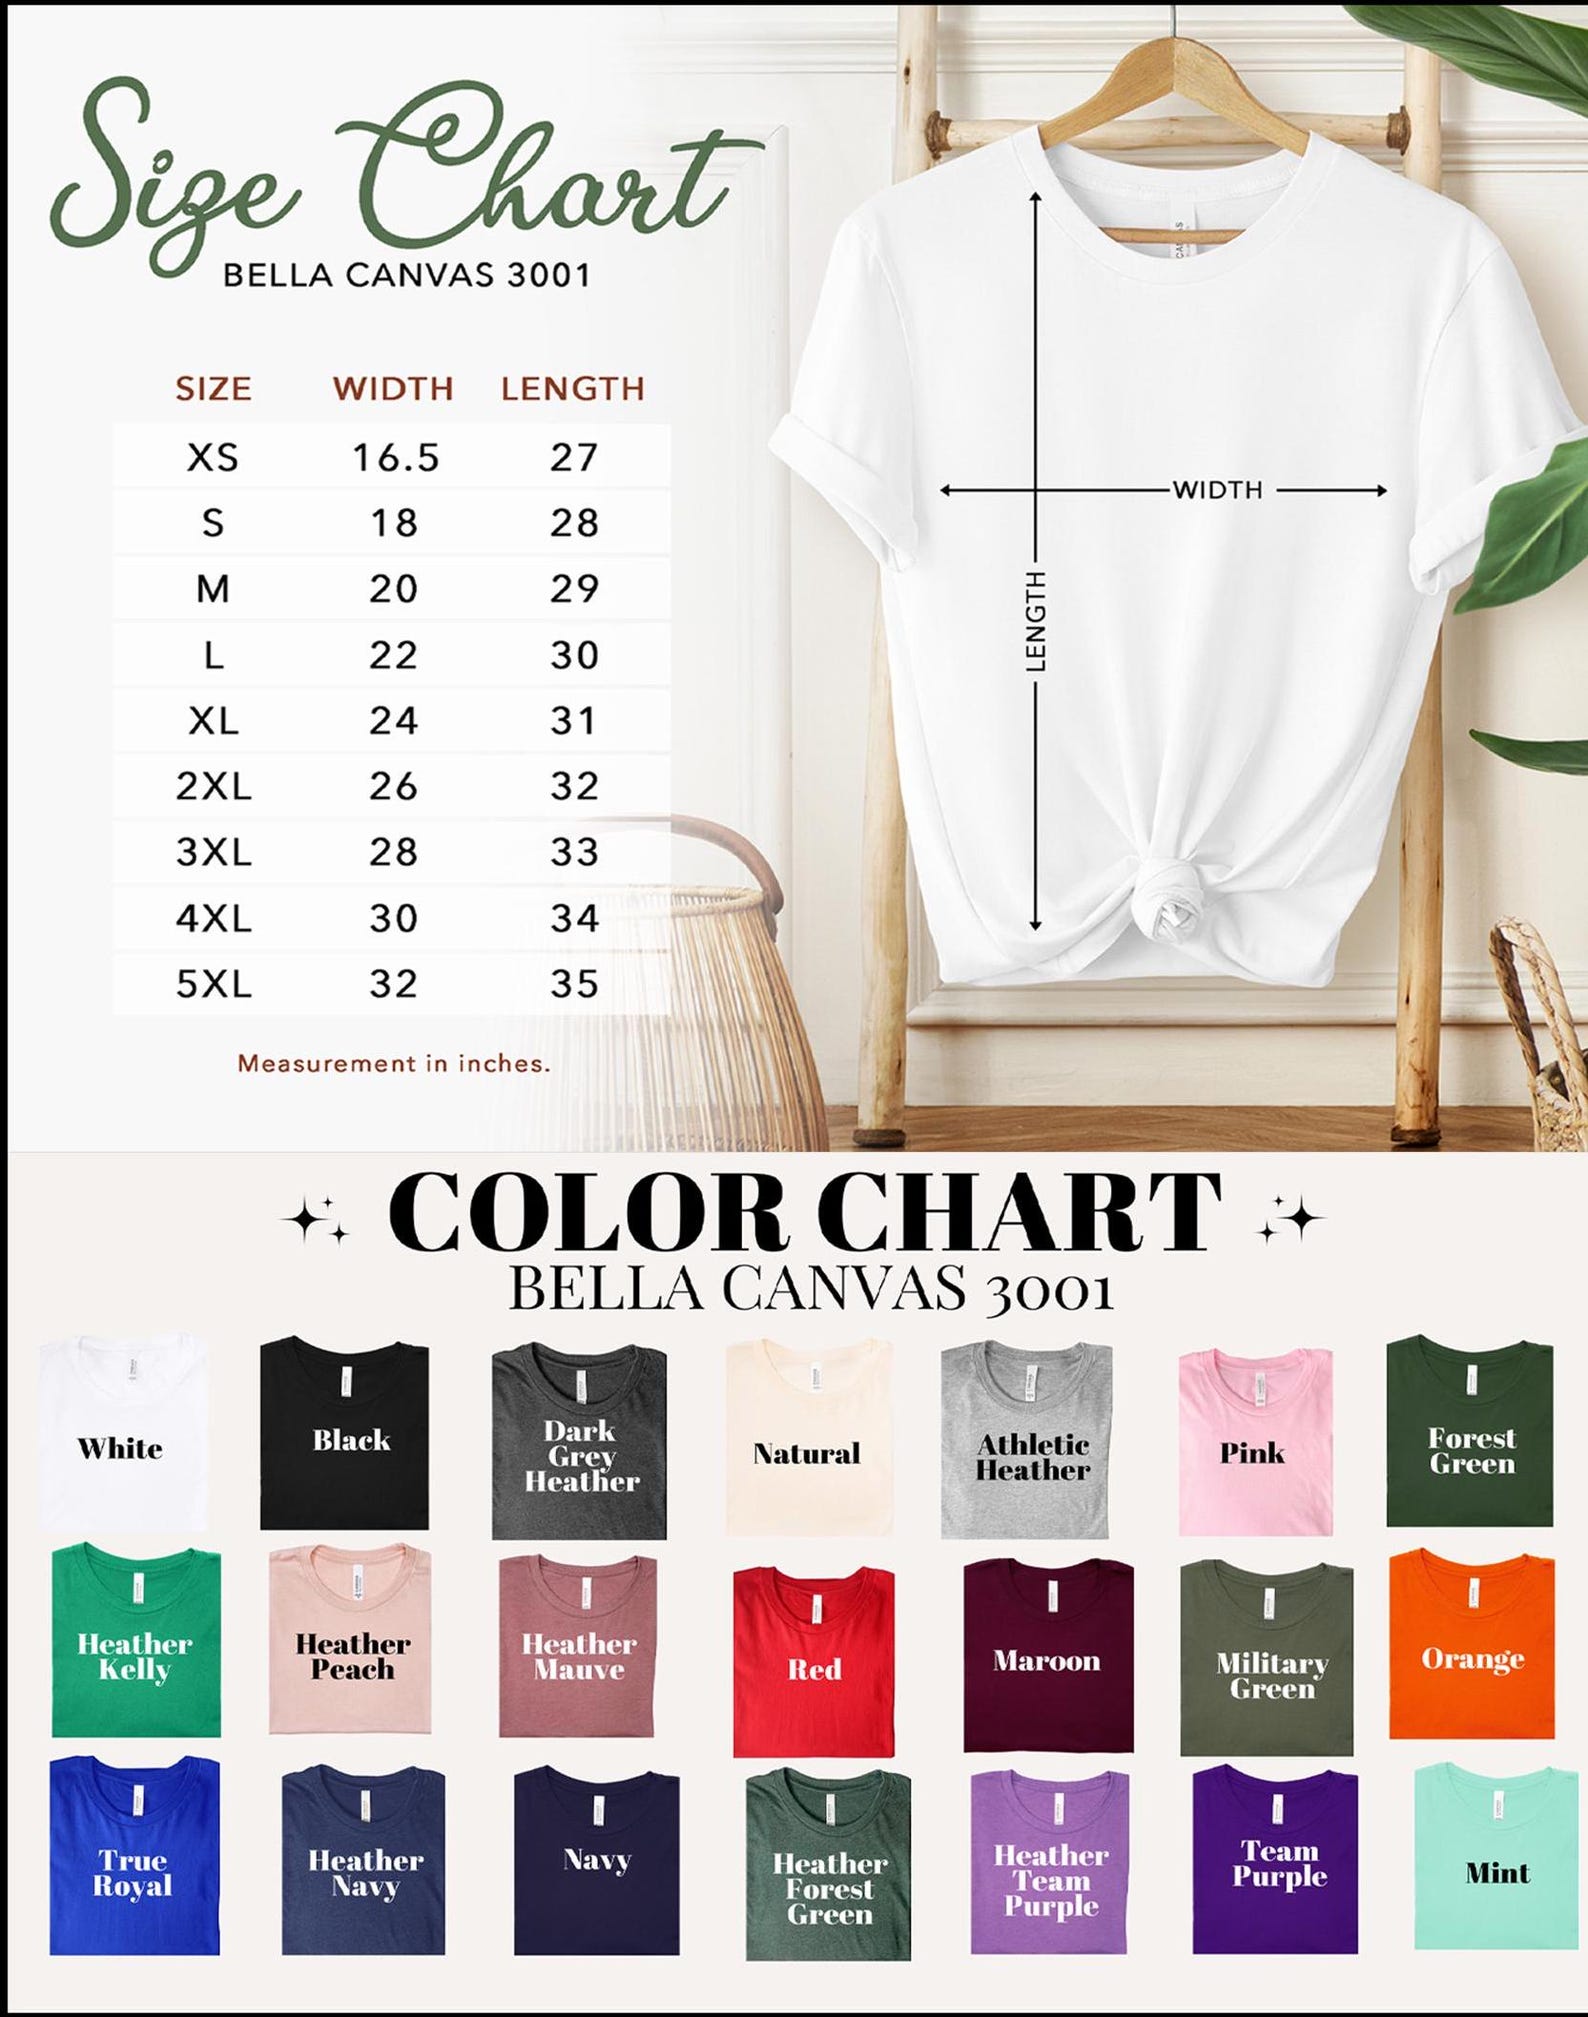 Size Chart
BELLA CANVAS 3001
SIZE WIDTH LENGTH
XS 16.5 27
S 18 28
M 20 29
L 22 30
XL 24 31
2XL 26 32
3XL 28 33
4XL 30 34
5XL 32 35
Measurement in inches.
WIDTH
LENGTH
COLOR CHART
BELLA CANVAS 3001
White
Black
Dark
Grey
Heather
Natural
Athletic
Heather
Pink
Forest
Green
Heather
Kelly
Heather
Peach
Heather
Mauve
Red
Maroon
Military
Green
Orange
True
Royal
Heather
Navy
Navy
Heather
Forest
Green
Heather
Team
Purple
Team
Purple
Mint